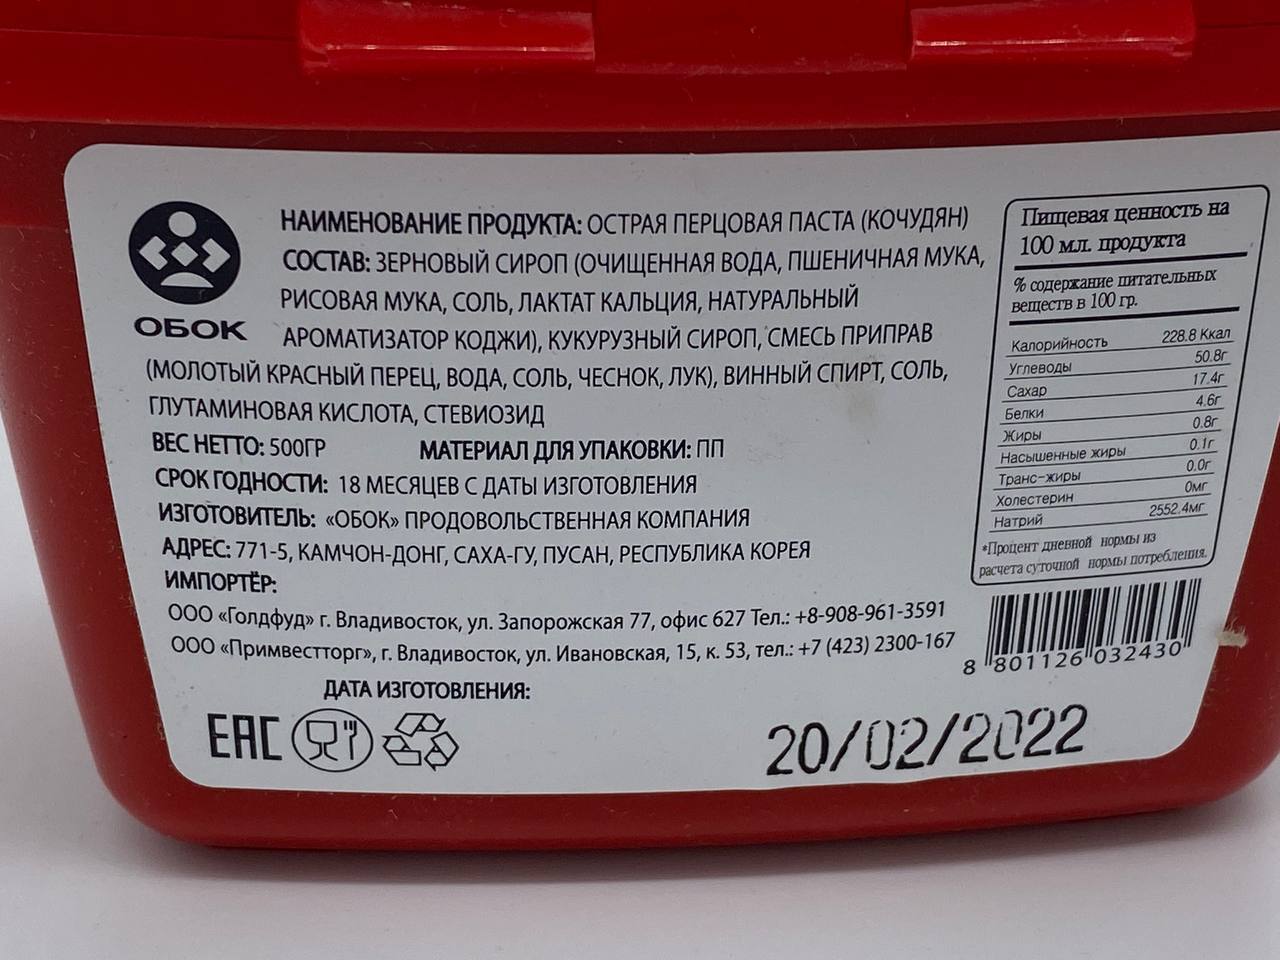 ОБОК
НАИМЕНОВАНИЕ ПРОДУКТА: ОСТРАЯ ПЕРЦОВАЯ ПАСТА (КОЧУДЯН)
СОСТАВ: ЗЕРНОВЫЙ СИРОП (ОЧИЩЕННАЯ ВОДА, ПШЕНИЧНАЯ МУКА,
РИСОВАЯ МУКА, СОЛЬ, ЛАКТАТ КАЛЬЦИЯ, НАТУРАЛЬНЫЙ
АРОМАТИЗАТОР КОДЖИ), КУКУРУЗНЫЙ СИРОП, СМЕСЬ ПРИПРАВ
(МОЛОТЫЙ КРАСНЫЙ ПЕРЕЦ, ВОДА, СОЛЬ, ЧЕСНОК, ЛУК), ВИННЫЙ СПИРТ, СОЛЬ,
ГЛУТАМИНОВАЯ КИСЛОТА, СТЕВИОЗИД
ВЕС НЕТТО: 500ГР МАТЕРИАЛ ДЛЯ УПАКОВКИ: ПП
СРОК ГОДНОСТИ: 18 МЕСЯЦЕВ С ДАТЫ ИЗГОТОВЛЕНИЯ
ИЗГОТОВИТЕЛЬ: «ОБОК» ПРОДОВОЛЬСТВЕННАЯ КОМПАНИЯ
АДРЕС: 771-5, КАМЧОН-ДОНГ, САХА-ГУ, ПУСАН, РЕСПУБЛИКА КОРЕЯ
ИМПОРТЁР:
ООО «Голдфуд» г. Владивосток, ул. Запорожская 77, офис 627 Тел.: +8-908-961-3591
ООО «Примвестторг», г. Владивосток, ул. Ивановская, 15, к. 53, тел.: +7 (423) 2300-167
ДАТА ИЗГОТОВЛЕНИЯ:
EAC
20/02/2022
Пищевая ценность на
100 мл. продукта
% содержание питательных
веществ в 100 гр.
Калорийность 228.8 Ккал
Углеводы 50.8г
Сахар 17.4г
Белки 4.6г
Жиры 0.8г
Насыщенные жиры 0.1г
Транс-жиры 0.0г
Холестерин 0мг
Натрий 2552.4мг
*Процент дневной нормы из
расчета суточной нормы потребления.
8 801126 032430